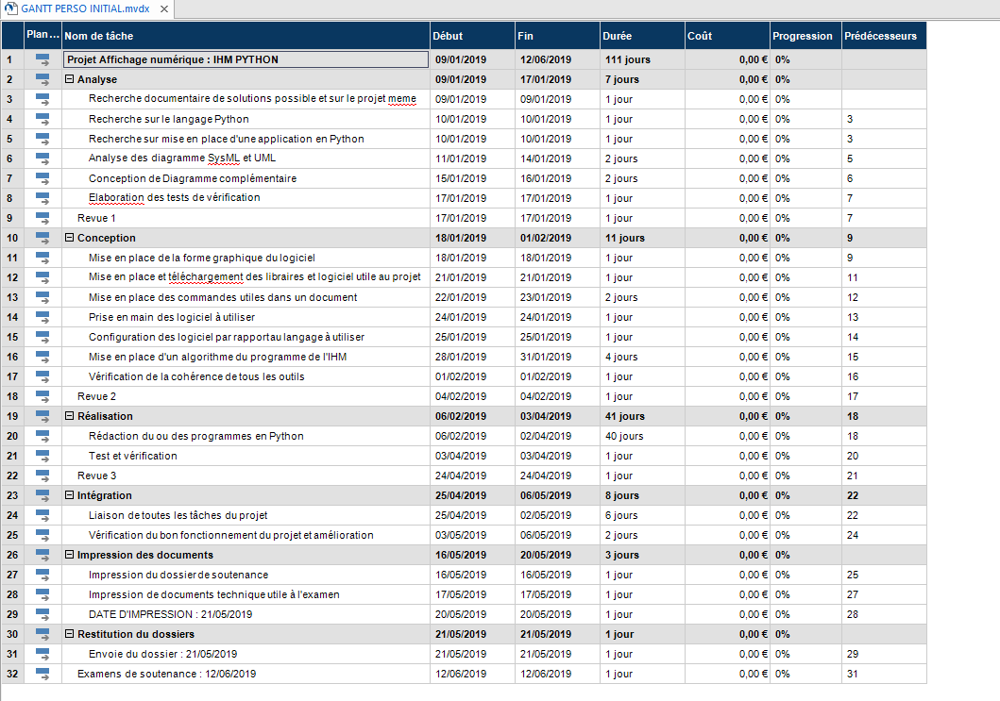 GANTT PERSO INITIAL.mvdx
Plan... Nom de tâche Début Fin Durée Coût Progression Prédécesseurs
1 Projet Affichage numérique : IHM PYTHON 09/01/2019 12/06/2019 111 jours 0,00 € 0%
2 Analyse 09/01/2019 17/01/2019 7 jours 0,00 € 0%
3 Recherche documentaire de solutions possible et sur le projet meme 09/01/2019 09/01/2019 1 jour 0,00 € 0%
4 Recherche sur le langage Python 10/01/2019 10/01/2019 1 jour 0,00 € 0% 3
5 Recherche sur mise en place d'une application en Python 10/01/2019 10/01/2019 1 jour 0,00 € 0% 3
6 Analyse des diagramme SysML et UML 11/01/2019 14/01/2019 2 jours 0,00 € 0% 5
7 Conception de Diagramme complémentaire 15/01/2019 16/01/2019 2 jours 0,00 € 0% 6
8 Elaboration des tests de vérification 17/01/2019 17/01/2019 1 jour 0,00 € 0% 7
9 Revue 1 17/01/2019 17/01/2019 1 jour 0,00 € 0% 7
10 Conception 18/01/2019 01/02/2019 11 jours 0,00 € 0% 9
11 Mise en place de la forme graphique du logiciel 18/01/2019 18/01/2019 1 jour 0,00 € 0% 9
12 Mise en place et téléchargement des libraires et logiciel utile au projet 21/01/2019 21/01/2019 1 jour 0,00 € 0% 11
13 Mise en place des commandes utiles dans un document 22/01/2019 23/01/2019 2 jours 0,00 € 0% 12
14 Prise en main des logiciel à utiliser 24/01/2019 24/01/2019 1 jour 0,00 € 0% 13
15 Configuration des logiciel par rapport au langage à utiliser 25/01/2019 25/01/2019 1 jour 0,00 € 0% 14
16 Mise en place d'un algorithme du programme de l'IHM 28/01/2019 31/01/2019 4 jours 0,00 € 0% 15
17 Vérification de la cohérence de tous les outils 01/02/2019 01/02/2019 1 jour 0,00 € 0% 16
18 Revue 2 04/02/2019 04/02/2019 1 jour 0,00 € 0% 17
19 Réalisation 06/02/2019 03/04/2019 41 jours 0,00 € 0% 18
20 Rédaction du ou des programmes en Python 06/02/2019 02/04/2019 40 jours 0,00 € 0% 18
21 Test et vérification 03/04/2019 03/04/2019 1 jour 0,00 € 0% 20
22 Revue 3 24/04/2019 24/04/2019 1 jour 0,00 € 0% 21
23 Intégration 25/04/2019 06/05/2019 8 jours 0,00 € 0% 22
24 Liaison de toutes les tâches du projet 25/04/2019 02/05/2019 6 jours 0,00 € 0% 22
25 Vérification du bon fonctionnement du projet et amélioration 03/05/2019 06/05/2019 2 jours 0,00 € 0% 24
26 Impression des documents 16/05/2019 20/05/2019 3 jours 0,00 € 0%
27 Impression du dossier de soutenance 16/05/2019 16/05/2019 1 jour 0,00 € 0% 25
28 Impression de documents technique utile à l'examen 17/05/2019 17/05/2019 1 jour 0,00 € 0% 27
29 DATE D'IMPRESSION : 21/05/2019 20/05/2019 20/05/2019 1 jour 0,00 € 0% 28
30 Restitution du dossiers 21/05/2019 21/05/2019 1 jour 0,00 € 0%
31 Envoie du dossier : 21/05/2019 21/05/2019 21/05/2019 1 jour 0,00 € 0% 29
32 Examens de soutenance : 12/06/2019 12/06/2019 12/06/2019 1 jour 0,00 € 0% 31